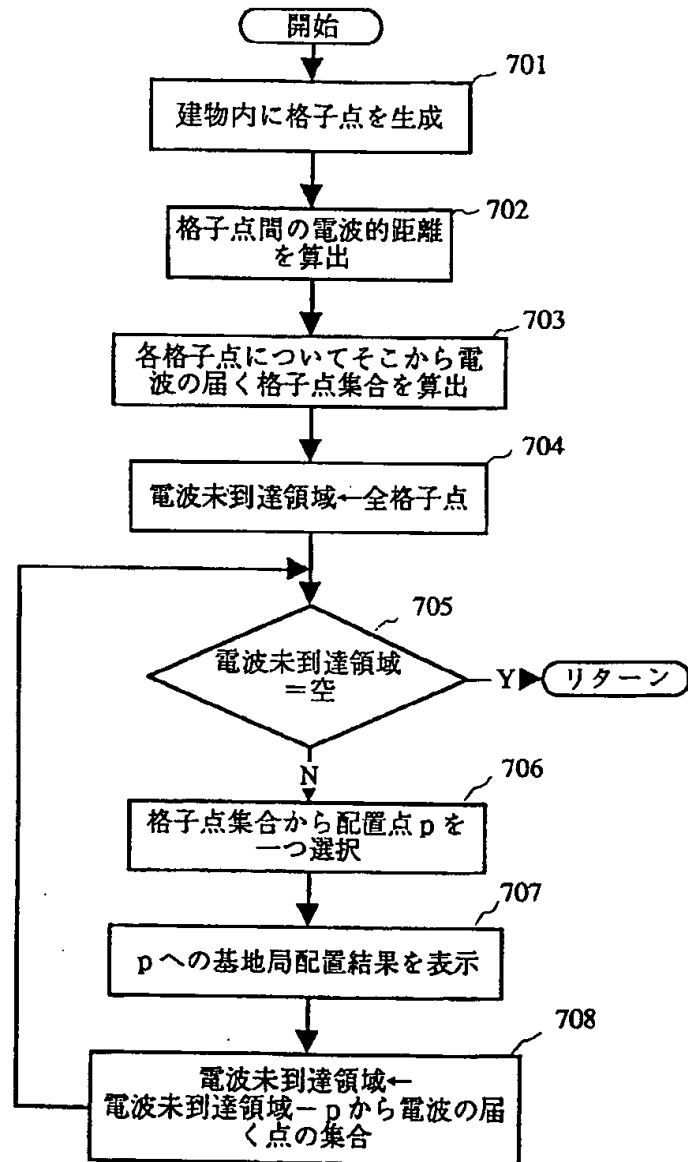 開始
701
建物内に格子点を生成
702
格子点間の電波的距離
を算出
703
各格子点についてそこから電
波の届く格子点集合を算出
704
電波未到達領域←全格子点
705
電波未到達領域
＝空
Y
リターン
N
706
格子点集合から配置点pを
一つ選択
707
pへの基地局配置結果を表示
708
電波未到達領域←
電波未到達領域－pから電波の届
く点の集合